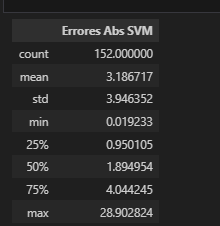 Errores Abs SVM
count 152.000000
mean 3.186717
std 3.946352
min 0.019233
25% 0.950105
50% 1.894954
75% 4.044245
max 28.902824